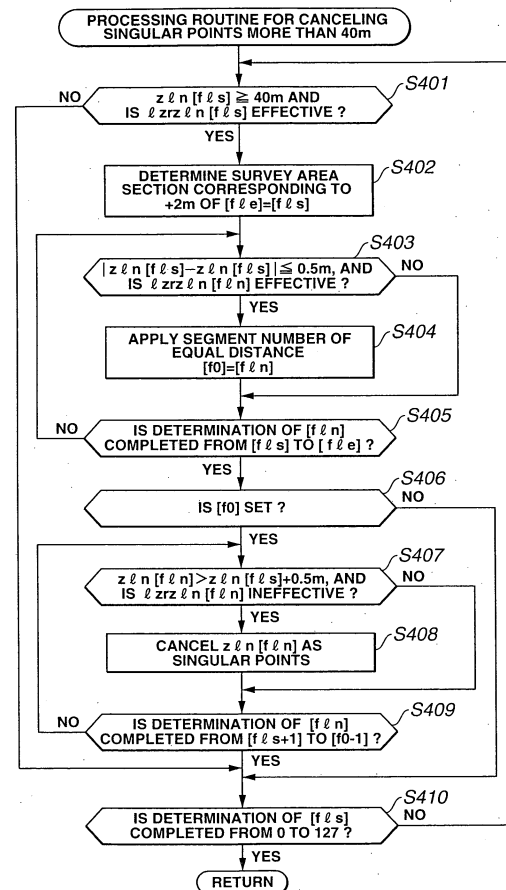 PROCESSING ROUTINE FOR CANCELING
SINGULAR POINTS MORE THAN 40m
S401
NO
z ℓ n [f ℓ s] ≧ 40m AND
IS ℓ zrz ℓ n [f ℓ s] EFFECTIVE ?
YES
S402
DETERMINE SURVEY AREA
SECTION CORRESPONDING TO
+2m OF [f ℓ e]=[f ℓ s]
S403
|z ℓ n [f ℓ s]−z ℓ n [f ℓ s]| ≦ 0.5m, AND
IS ℓ zrz ℓ n [f ℓ n] EFFECTIVE ?
NO
YES
S404
APPLY SEGMENT NUMBER OF
EQUAL DISTANCE
[f0]=[f ℓ n]
S405
NO
IS DETERMINATION OF [f ℓ n]
COMPLETED FROM [f ℓ s] TO [ f ℓ e] ?
YES
S406
IS [f0] SET ?
NO
YES
S407
z ℓ n [f ℓ n]>z ℓ n [f ℓ s]+0.5m, AND
IS ℓ zrz ℓ n [f ℓ n] INEFFECTIVE ?
NO
YES
S408
CANCEL z ℓ n [f ℓ n] AS
SINGULAR POINTS
S409
NO
IS DETERMINATION OF [f ℓ n]
COMPLETED FROM [f ℓ s+1] TO [f0-1] ?
YES
S410
IS DETERMINATION OF [f ℓ s]
COMPLETED FROM 0 TO 127 ?
NO
YES
RETURN